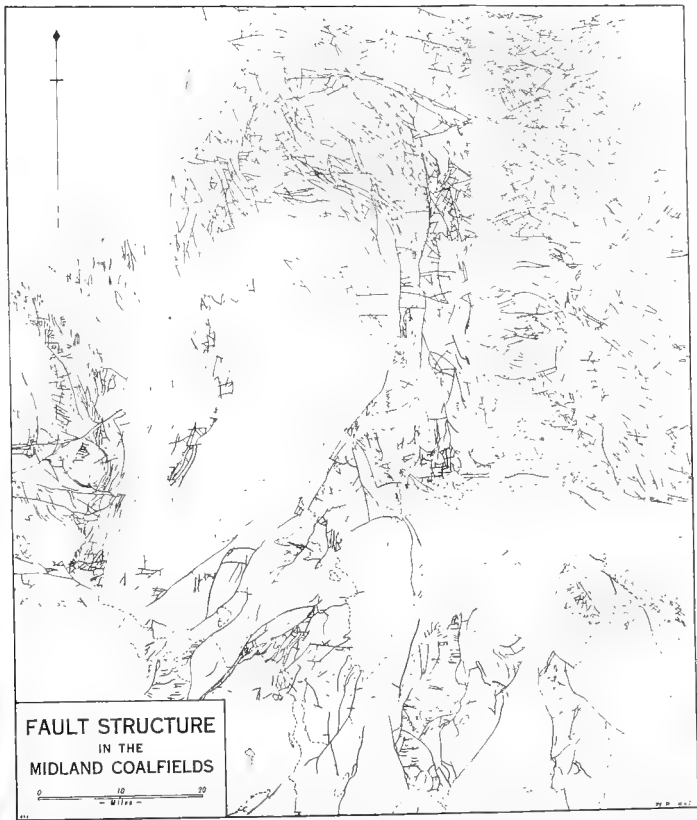 FAULT STRUCTURE
IN THE
MIDLAND COALFIELDS
0 10 20
— Miles —